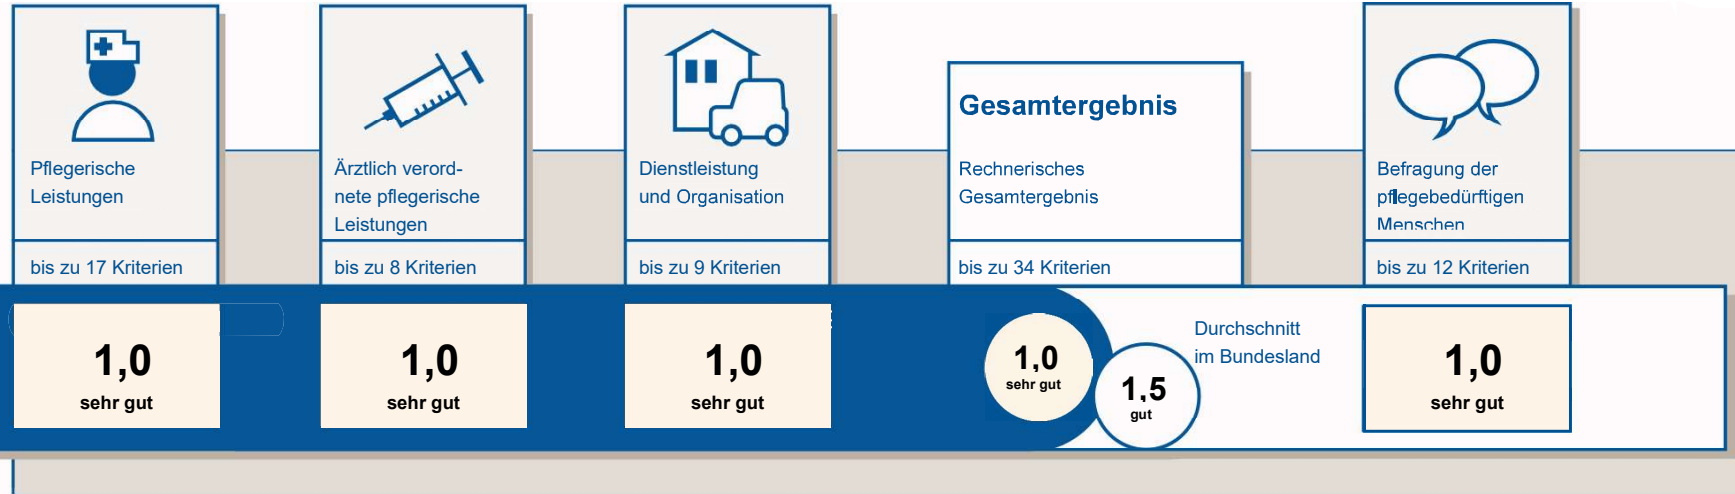 Pflegerische
Leistungen
bis zu 17 Kriterien
1,0
sehr gut
Ärztlich verord-
nete pflegerische
Leistungen
bis zu 8 Kriterien
1,0
sehr gut
Dienstleistung
und Organisation
bis zu 9 Kriterien
1,0
sehr gut
Gesamtergebnis
Rechnerisches
Gesamtergebnis
bis zu 34 Kriterien
1,0
sehr gut
1,5
gut
Durchschnitt
im Bundesland
Befragung der
pflegebedürftigen
Menschen
bis zu 12 Kriterien
1,0
sehr gut